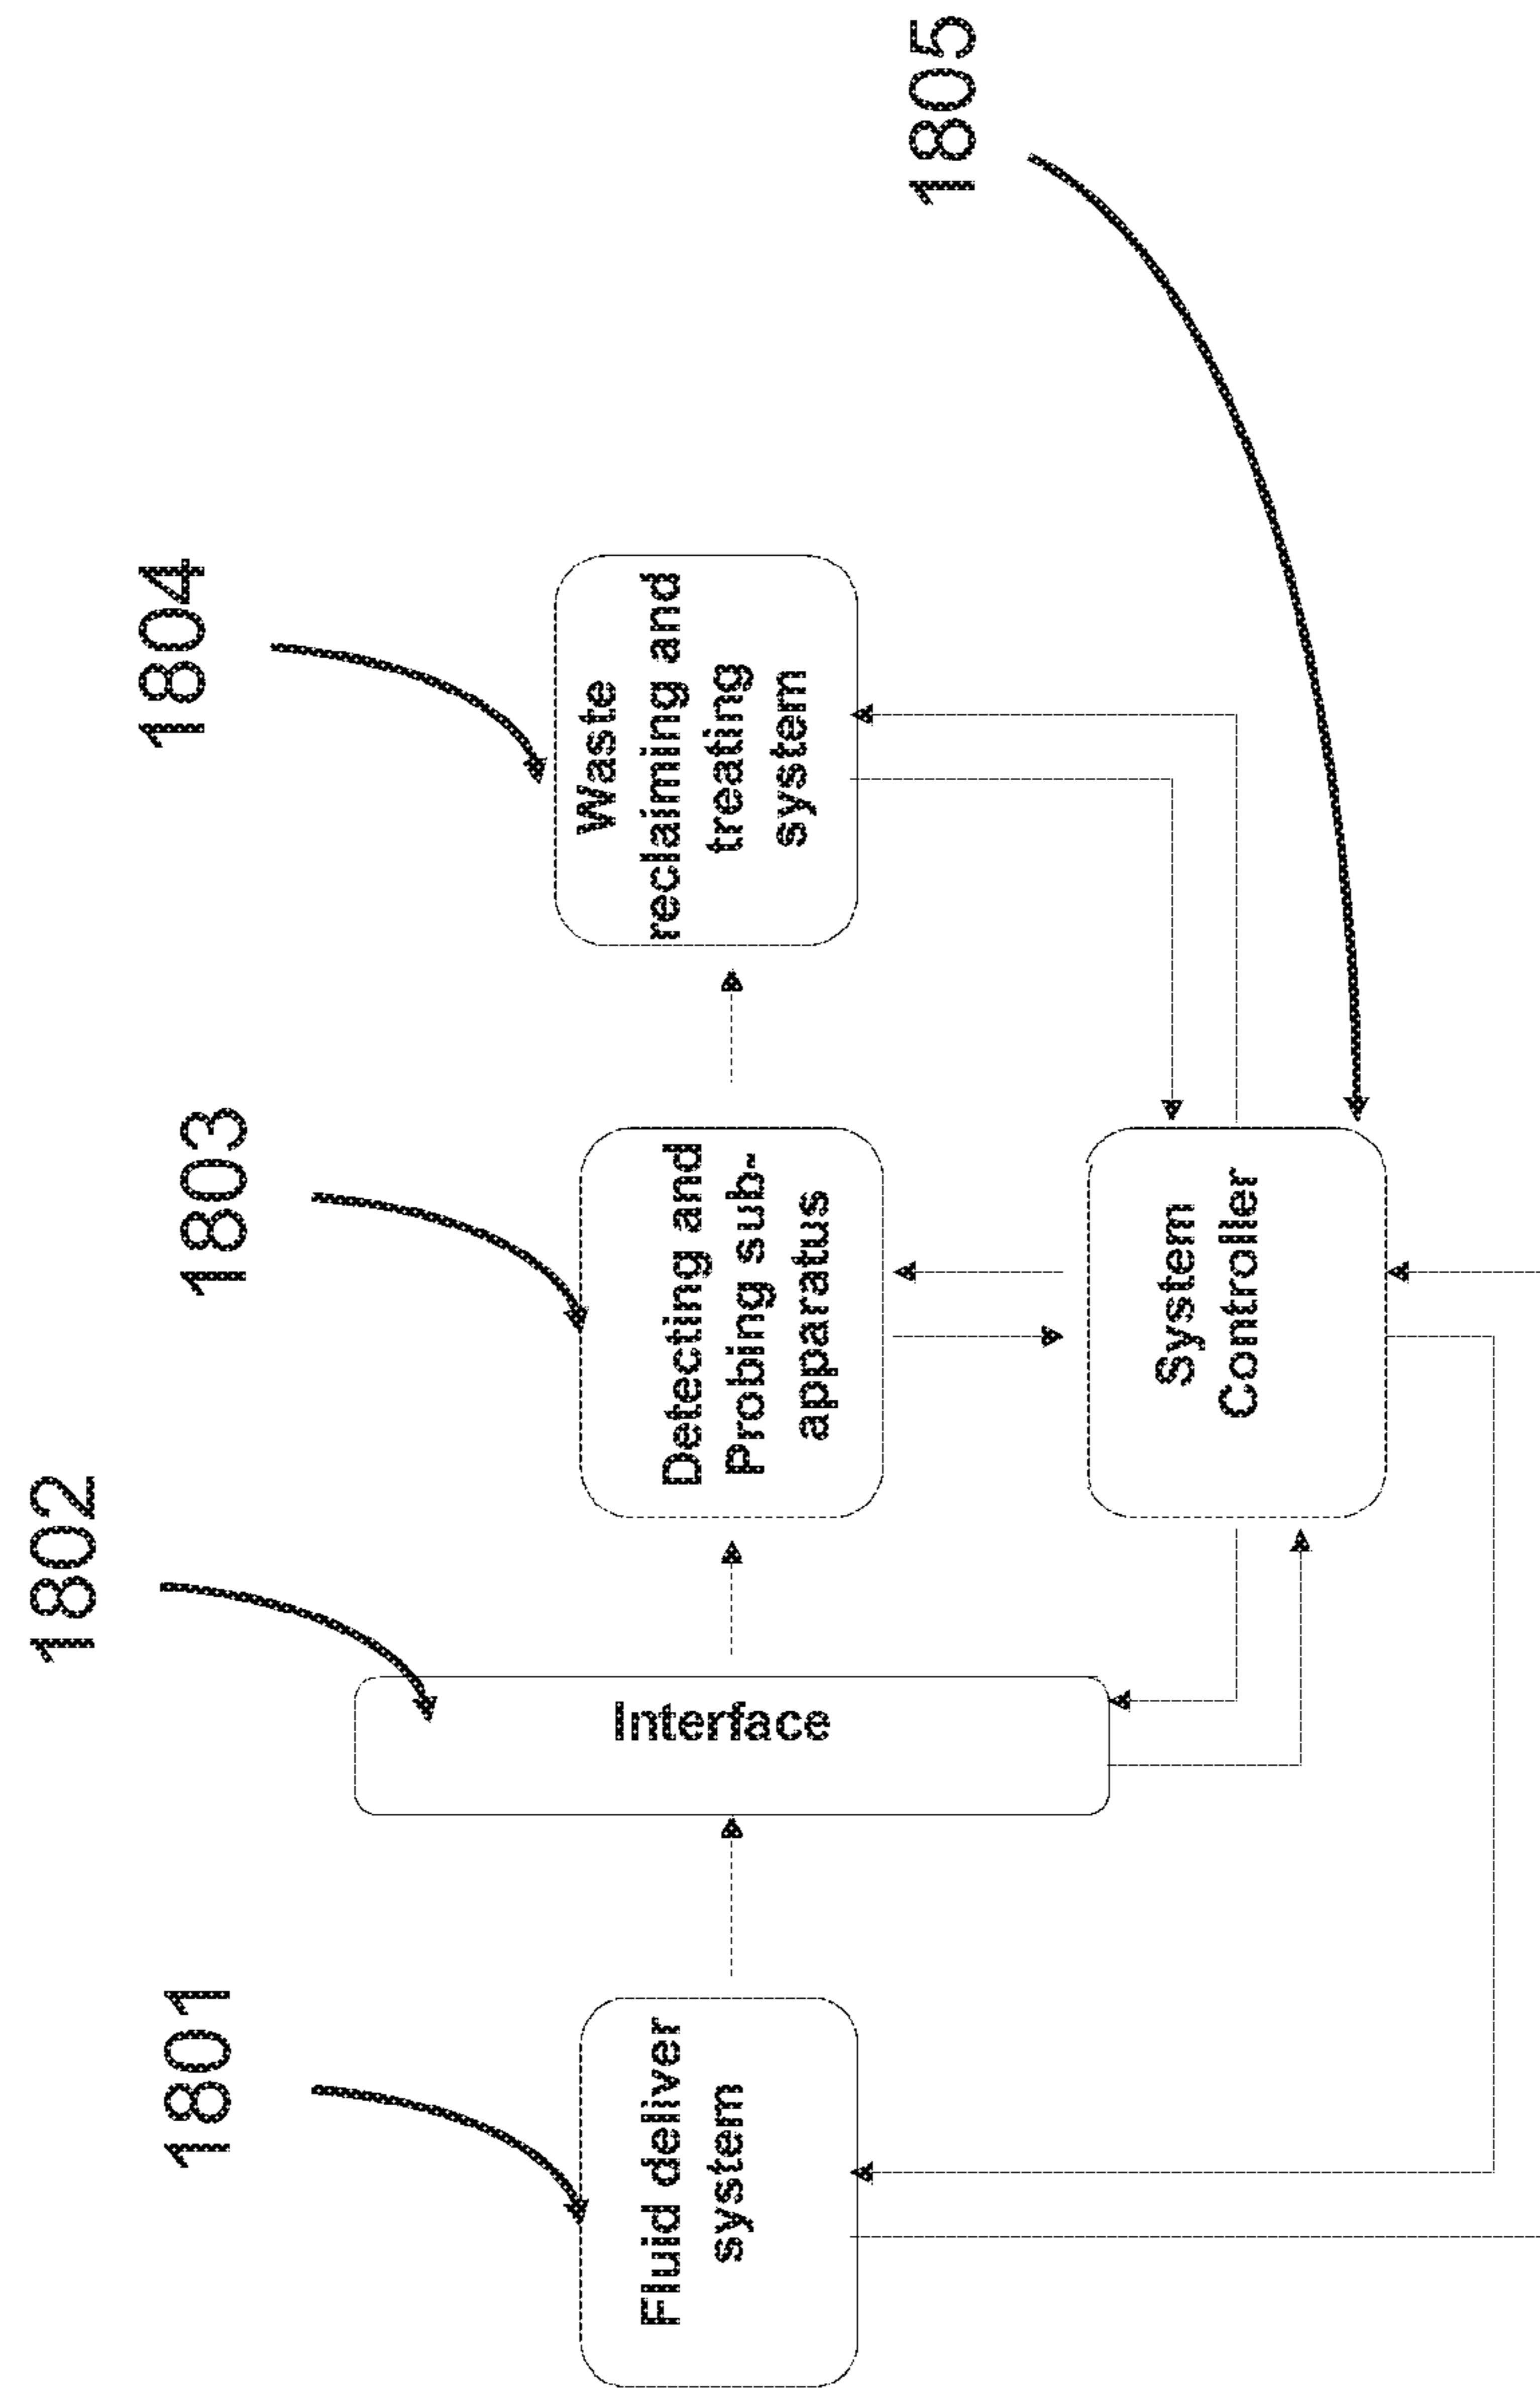 1801
1802
1803
1804
1805
Fluid deliver
system
Interface
Detecting and
Probing sub-
apparatus
Waste
reclaiming and
treating
system
System
Controller